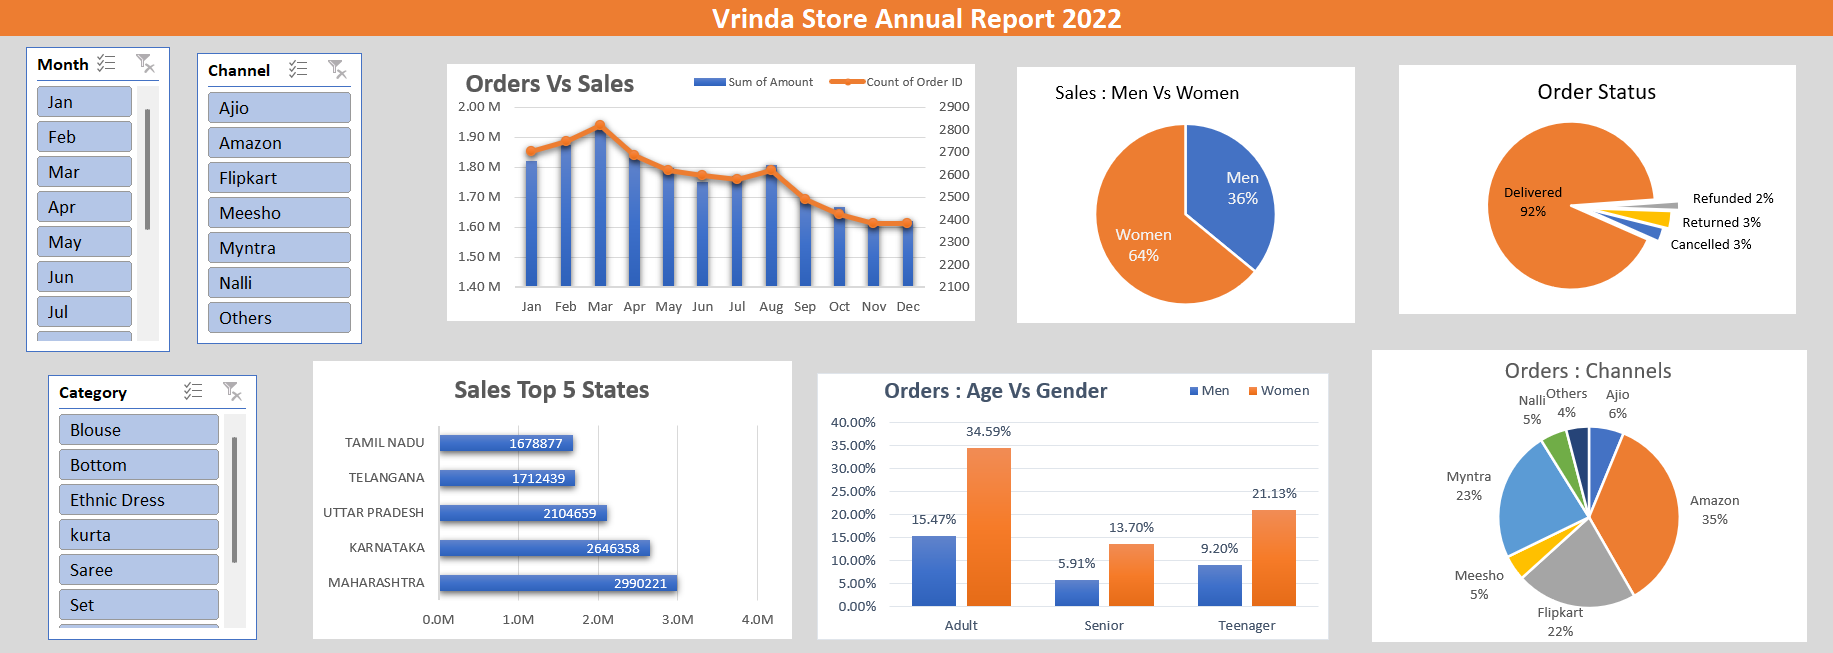 Vrinda Store Annual Report 2022
Month
Jan
Feb
Mar
Apr
May
Jun
Jul
Channel
Ajio
Amazon
Flipkart
Meesho
Myntra
Nalli
Others
Orders Vs Sales
Sum of Amount
Count of Order ID
2.00 M
1.90 M
1.80 M
1.70 M
1.60 M
1.50 M
1.40 M
2900
2800
2700
2600
2500
2400
2300
2200
2100
Jan Feb Mar Apr May Jun Jul Aug Sep Oct Nov Dec
Sales : Men Vs Women
Men
36%
Women
64%
Order Status
Delivered
92%
Refunded 2%
Returned 3%
Cancelled 3%
Category
Blouse
Bottom
Ethnic Dress
kurta
Saree
Set
Sales Top 5 States
TAMIL NADU 1678877
TELANGANA 1712439
UTTAR PRADESH 2104659
KARNATAKA 2646358
MAHARASHTRA 2990221
0.0M 1.0M 2.0M 3.0M 4.0M
Orders : Age Vs Gender
Men Women
40.00%
35.00%
30.00%
25.00%
20.00%
15.00%
10.00%
5.00%
0.00%
15.47%
34.59%
5.91%
13.70%
9.20%
21.13%
Adult Senior Teenager
Orders : Channels
Nalli
5%
Others
4%
Ajio
6%
Myntra
23%
Amazon
35%
Meesho
5%
Flipkart
22%